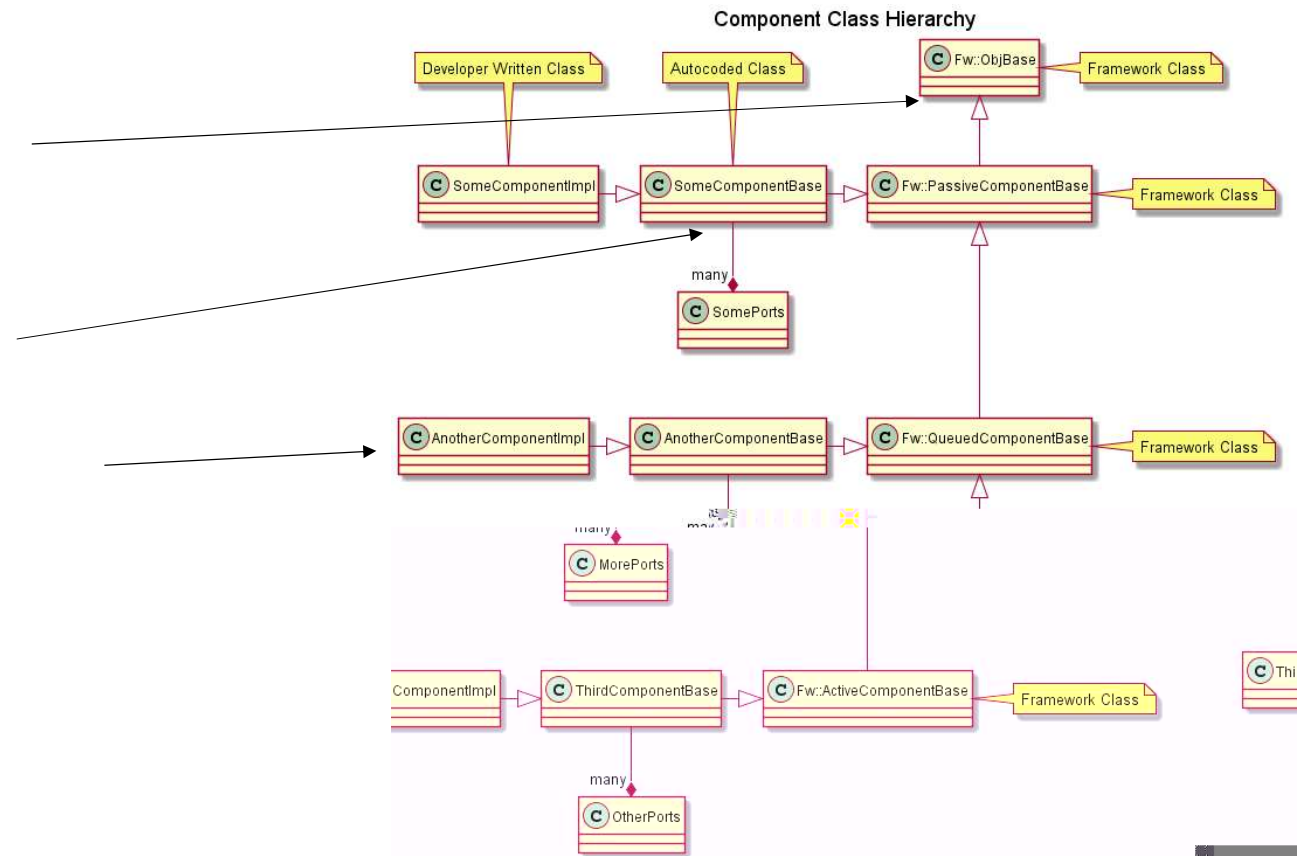 Component Class Hierarchy
Developer Written Class
Autocoded Class
C Fw::ObjBase
Framework Class
C SomeComponentImpl
C SomeComponentBase
C Fw::PassiveComponentBase
Framework Class
many
C SomePorts
C AnotherComponentImpl
C AnotherComponentBase
C Fw::QueuedComponentBase
Framework Class
many
C MorePorts
ComponentImpl
C ThirdComponentBase
C Fw::ActiveComponentBase
Framework Class
C Thi
many
C OtherPorts